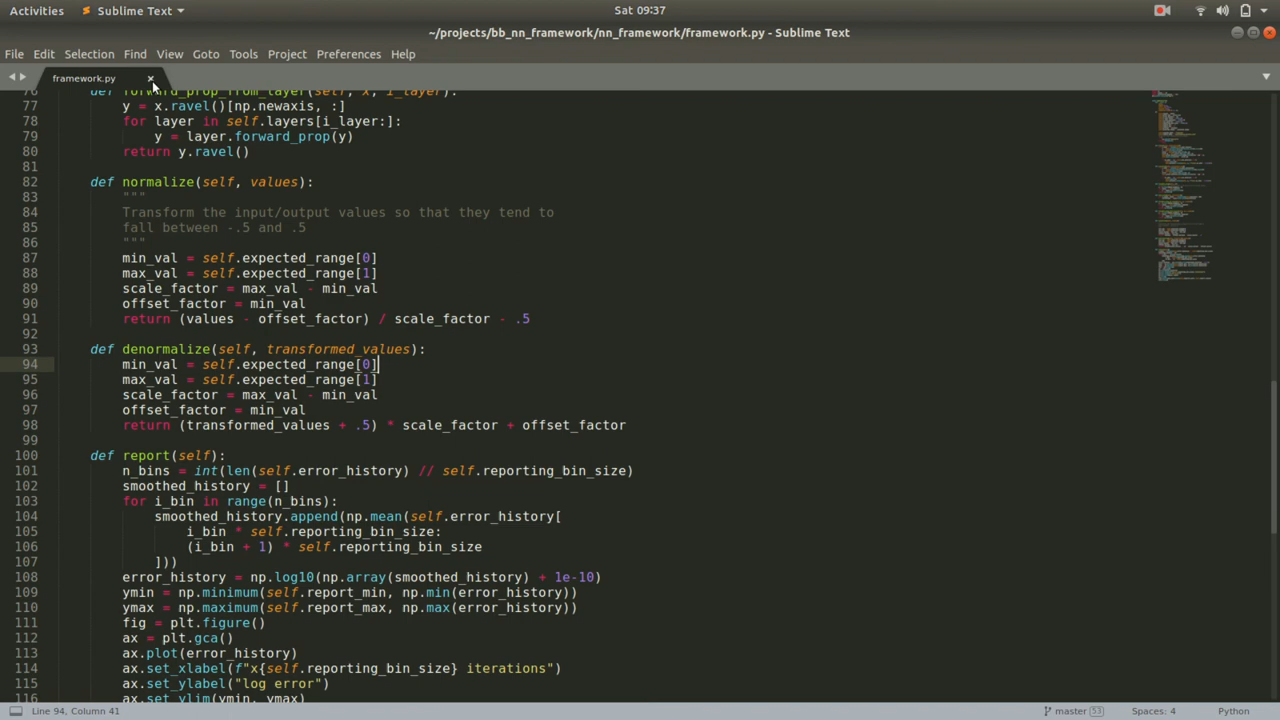 Activities Sublime Text Sat 09:37
~/projects/bb_nn_framework/nn_framework/framework.py - Sublime Text
File Edit Selection Find View Goto Tools Project Preferences Help
framework.py
76 def forward_prop_from_layer(self, x, i_layer):
77 y = x.ravel()[np.newaxis, :]
78 for layer in self.layers[i_layer:]:
79 y = layer.forward_prop(y)
80 return y.ravel()
81
82 def normalize(self, values):
83 """
84 Transform the input/output values so that they tend to
85 fall between -.5 and .5
86 """
87 min_val = self.expected_range[0]
88 max_val = self.expected_range[1]
89 scale_factor = max_val - min_val
90 offset_factor = min_val
91 return (values - offset_factor) / scale_factor - .5
92
93 def denormalize(self, transformed_values):
94 min_val = self.expected_range[0]
95 max_val = self.expected_range[1]
96 scale_factor = max_val - min_val
97 offset_factor = min_val
98 return (transformed_values + .5) * scale_factor + offset_factor
99
100 def report(self):
101 n_bins = int(len(self.error_history) // self.reporting_bin_size)
102 smoothed_history = []
103 for i_bin in range(n_bins):
104 smoothed_history.append(np.mean(self.error_history[
105 i_bin * self.reporting_bin_size:
106 (i_bin + 1) * self.reporting_bin_size
107 ]))
108 error_history = np.log10(np.array(smoothed_history) + 1e-10)
109 ymin = np.minimum(self.report_min, np.min(error_history))
110 ymax = np.maximum(self.report_max, np.max(error_history))
111 fig = plt.figure()
112 ax = plt.gca()
113 ax.plot(error_history)
114 ax.set_xlabel(f"x{self.reporting_bin_size} iterations")
115 ax.set_ylabel("log error")
116 ax.set_ylim(ymin, ymax)
Line 94, Column 41 master 53 Spaces: 4 Python